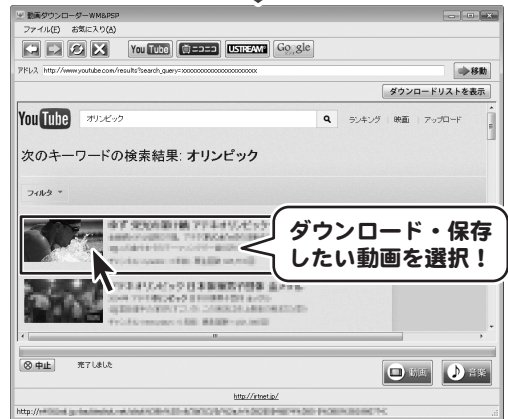 動画ダウンローダーWM&PSP
ファイル(F) お気に入り(A)
You Tube ニコニコ USTREAM Google
アドレス http://www.youtube.com/results?search_query=xxxxxxxxxxxxxxxxxxxxxx 移動
ダウンロードリストを表示
You Tube オリンピック ランキング 映画 アップロード
次のキーワードの検索結果: オリンピック
フィルタ
ダウンロード・保存
したい動画を選択！
中止 完了しました 動画 音楽
http://irtnet.jp/
http://